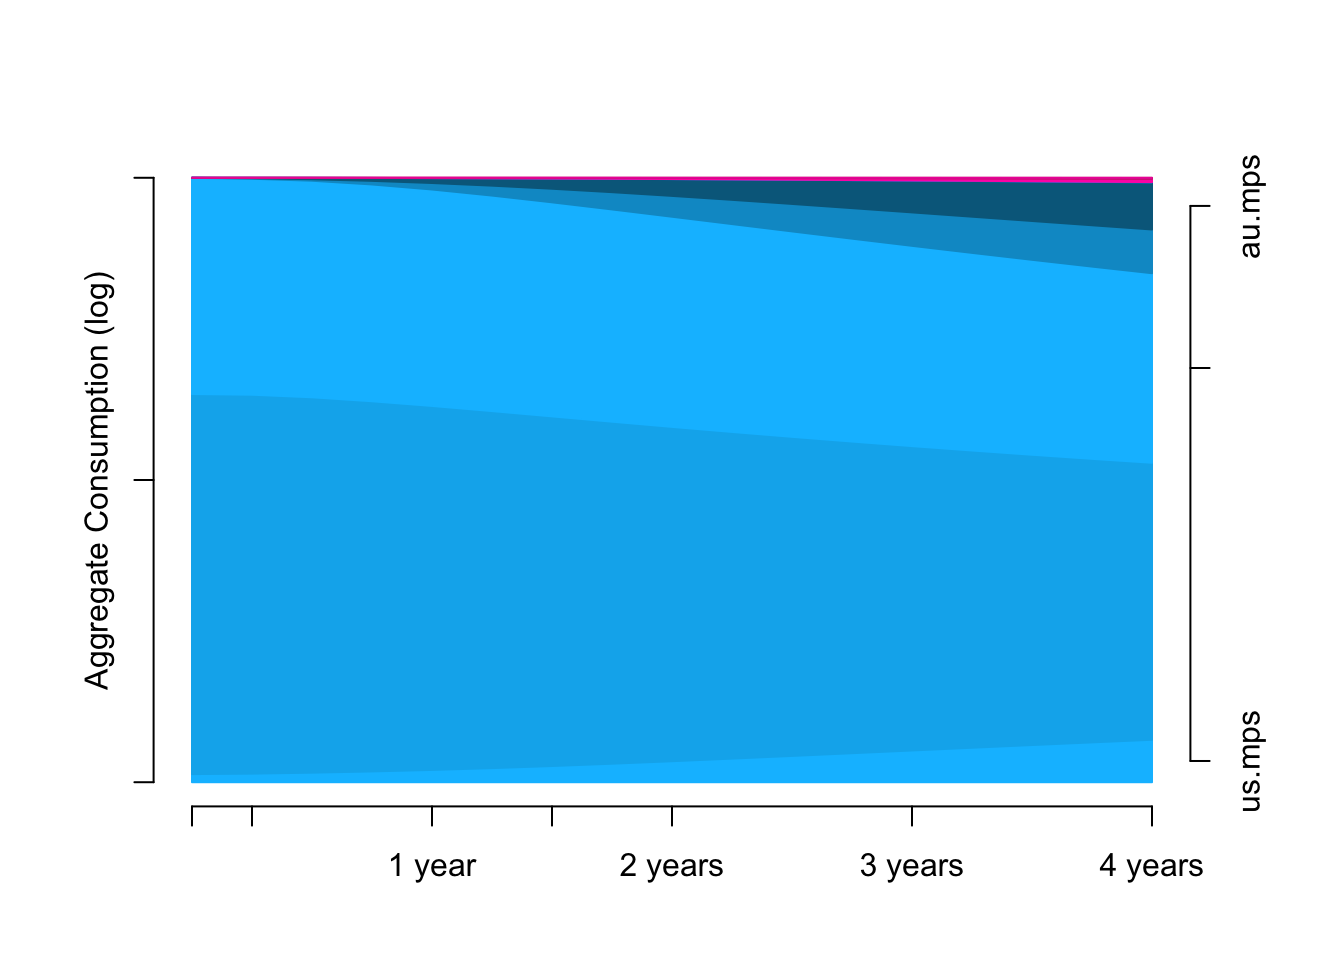 Aggregate Consumption (log)
au.mps
us.mps
1 year
2 years
3 years
4 years